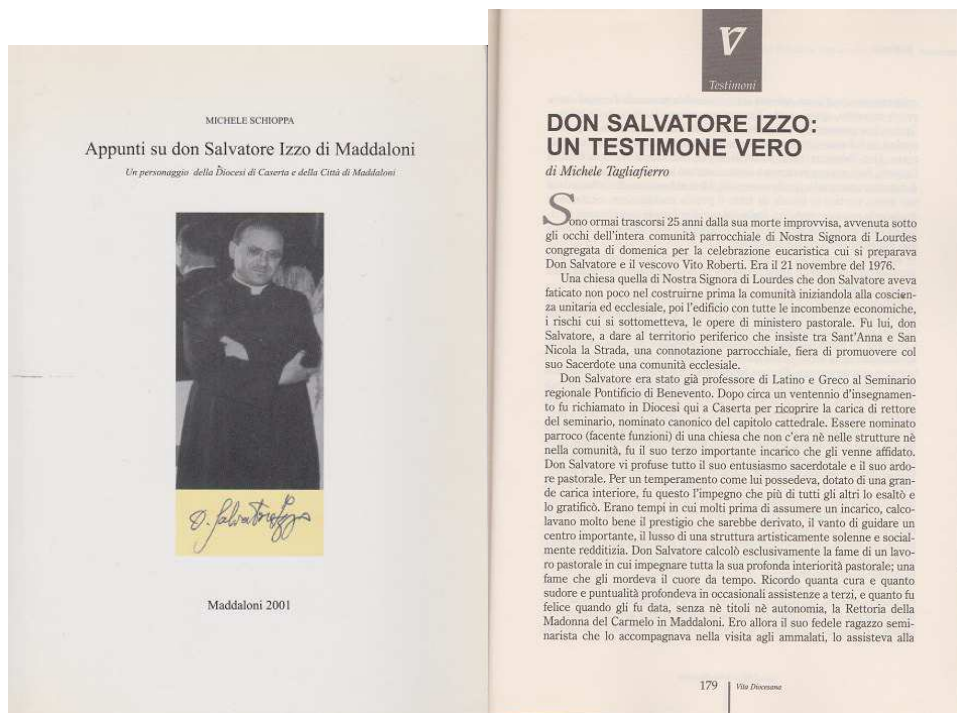 MICHELE SCHIOPPA
Appunti su don Salvatore Izzo di Maddaloni
Un personaggio della Diocesi di Caserta e della Città di Maddaloni
D. Salvatore Izzo
Maddaloni 2001
V
Testimoni
DON SALVATORE IZZO:
UN TESTIMONE VERO
di Michele Tagliafierro
Sono ormai trascorsi 25 anni dalla sua morte improvvisa, avvenuta sotto
gli occhi dell'intera comunità parrocchiale di Nostra Signora di Lourdes
congregata di domenica per la celebrazione eucaristica cui si preparava
Don Salvatore e il vescovo Vito Roberti. Era il 21 novembre del 1976.
Una chiesa quella di Nostra Signora di Lourdes che don Salvatore aveva
faticato non poco nel costruirne prima la comunità iniziandola alla coscien-
za unitaria ed ecclesiale, poi l'edificio con tutte le incombenze economiche,
i rischi cui si sottometteva, le opere di ministero pastorale. Fu lui, don
Salvatore, a dare al territorio periferico che insiste tra Sant'Anna e San
Nicola la Strada, una connotazione parrocchiale, fiera di promuovere col
suo Sacerdote una comunità ecclesiale.
Don Salvatore era stato già professore di Latino e Greco al Seminario
regionale Pontificio di Benevento. Dopo circa un ventennio d'insegnamen-
to fu richiamato in Diocesi qui a Caserta per ricoprire la carica di rettore
del seminario, nominato canonico del capitolo cattedrale. Essere nominato
parroco (facente funzioni) di una chiesa che non c'era nè nelle strutture nè
nella comunità, fu il suo terzo importante incarico che gli venne affidato.
Don Salvatore vi profuse tutto il suo entusiasmo sacerdotale e il suo ardo-
re pastorale. Per un temperamento come lui possedeva, dotato di una gran-
de carica interiore, fu questo l'impegno che più di tutti gli altri lo esaltò e
lo gratificò. Erano tempi in cui molti prima di assumere un incarico, calco-
lavano molto bene il prestigio che sarebbe derivato, il vanto di guidare un
centro importante, il lusso di una struttura artisticamente solenne e social-
mente redditizia. Don Salvatore calcolò esclusivamente la fame di un lavo-
ro pastorale in cui impegnare tutta la sua profonda interiorità pastorale; una
fame che gli mordeva il cuore da tempo. Ricordo quanta cura e quanto
sudore e puntualità profondeva in occasionali assistenze a terzi, e quanto fu
felice quando gli fu data, senza nè titoli nè autonomia, la Rettoria della
Madonna del Carmelo in Maddaloni. Ero allora il suo fedele ragazzo semi-
narista che lo accompagnava nella visita agli ammalati, lo assisteva alla
179 Vita Diocesana